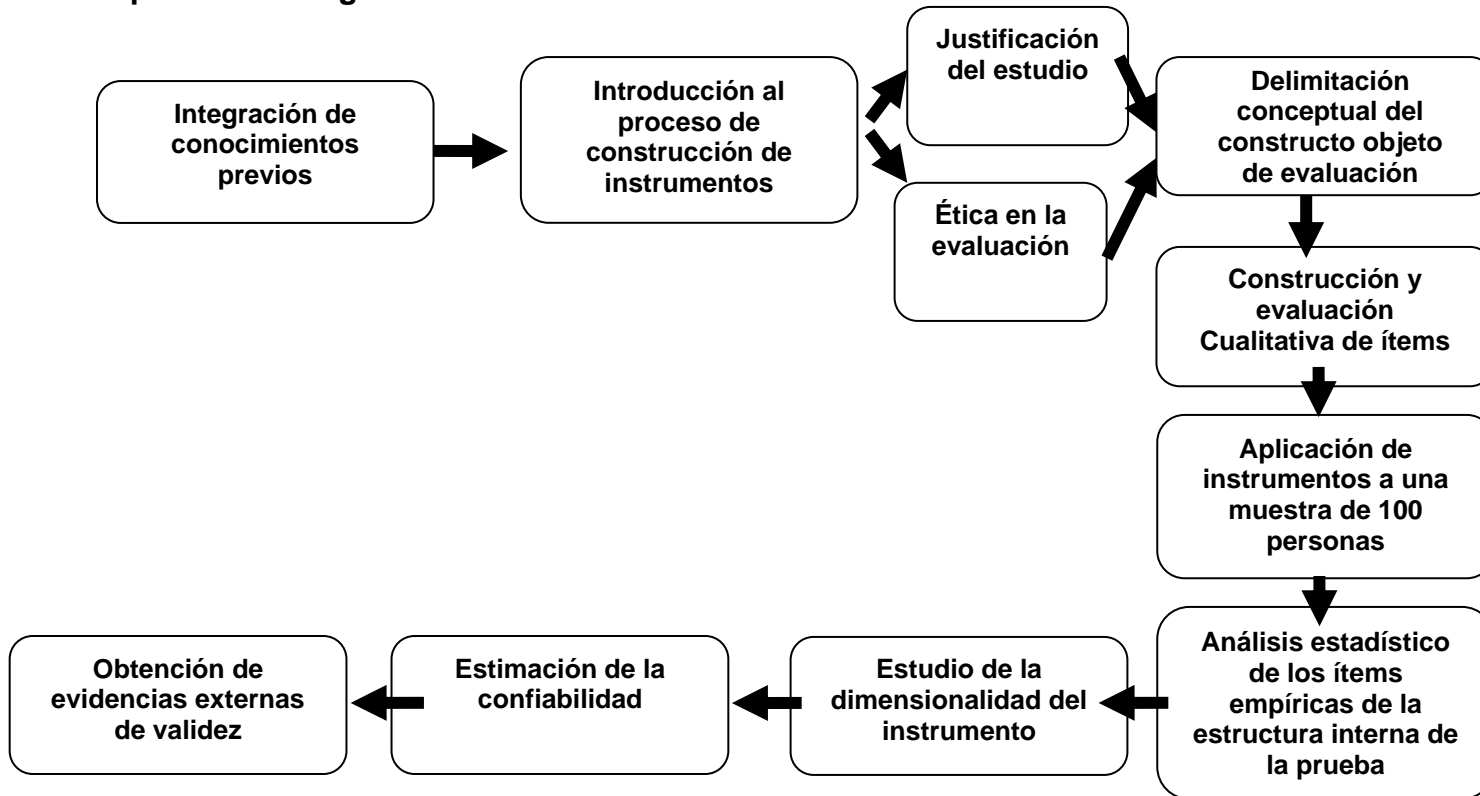 Integración de
conocimientos
previos
Introducción al
proceso de
construcción de
instrumentos
Justificación
del estudio
Ética en la
evaluación
Delimitación
conceptual del
constructo objeto
de evaluación
Construcción y
evaluación
Cualitativa de ítems
Aplicación de
instrumentos a una
muestra de 100
personas
Análisis estadístico
de los ítems
empíricas de la
estructura interna de
la prueba
Estudio de la
dimensionalidad del
instrumento
Estimación de la
confiabilidad
Obtención de
evidencias externas
de validez